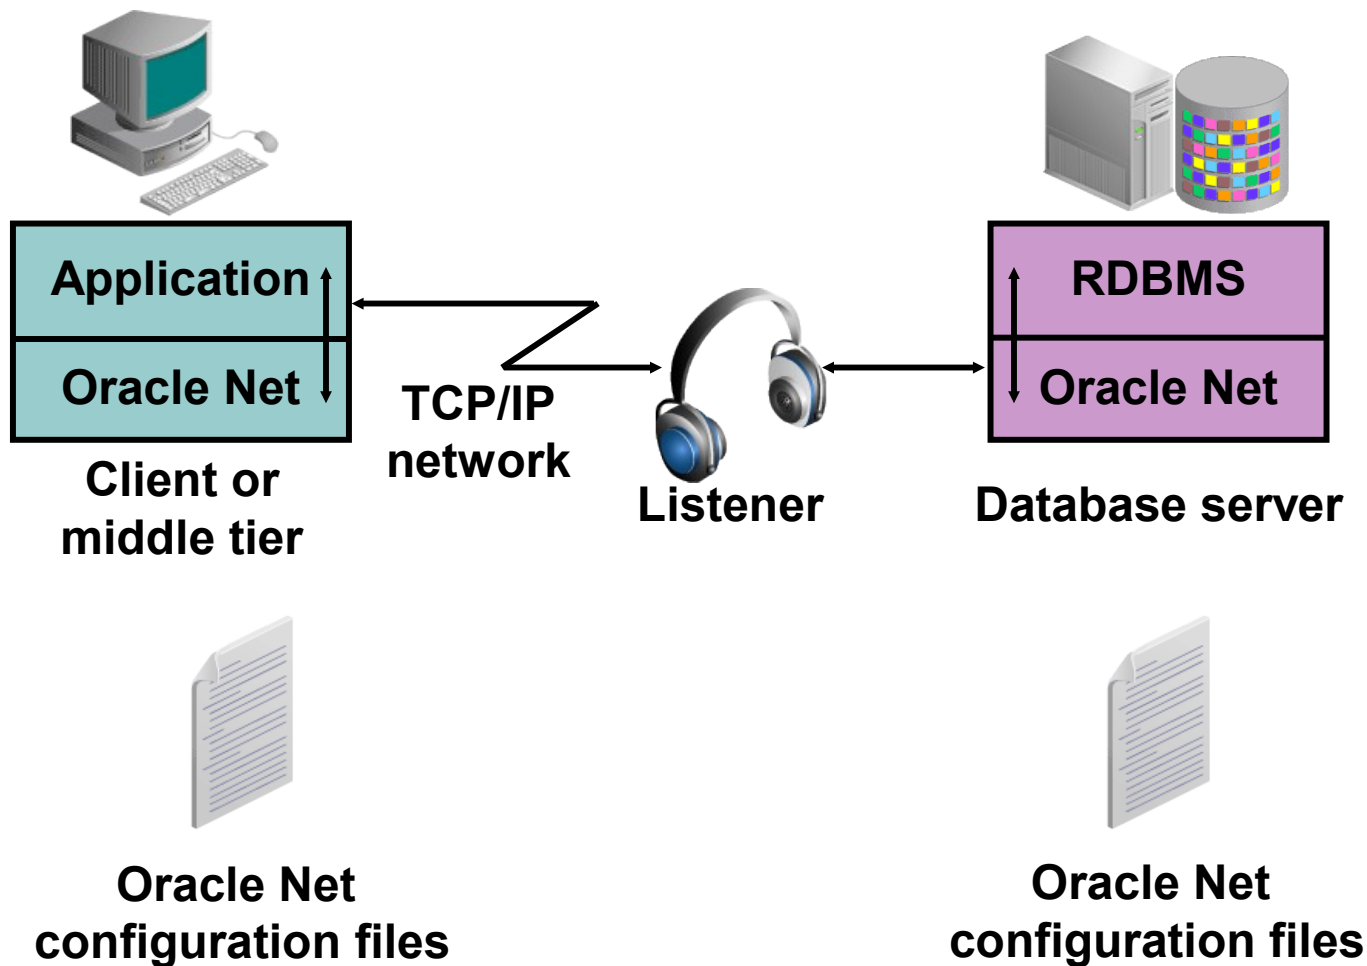 Application
Oracle Net
Client or
middle tier
TCP/IP
network
Listener
RDBMS
Oracle Net
Database server
Oracle Net
configuration files
Oracle Net
configuration files